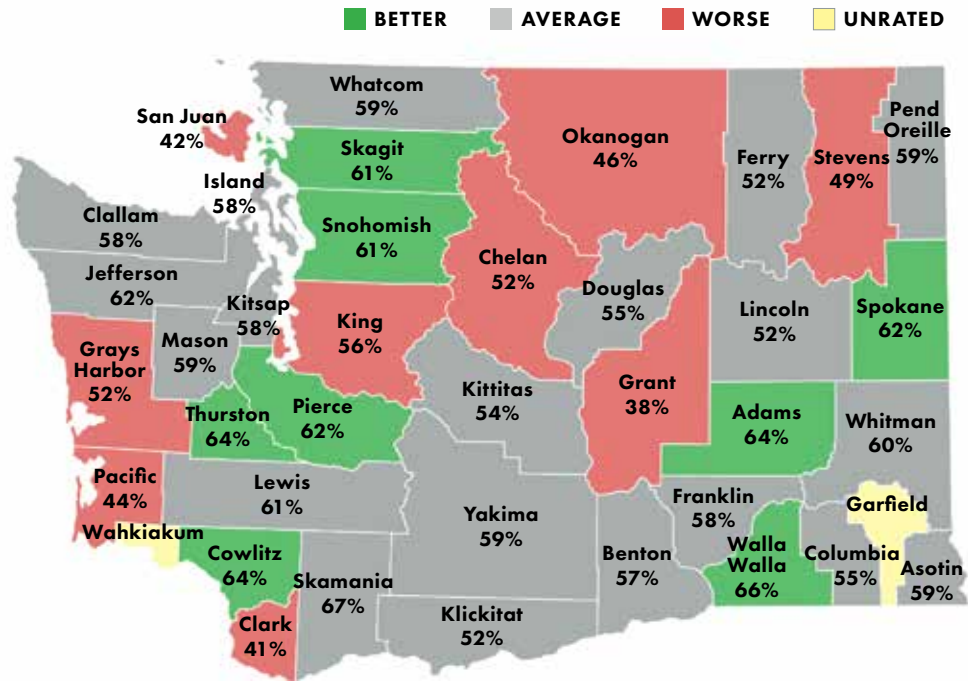 BETTER AVERAGE WORSE UNRATED
Whatcom
59%
San Juan
42%
Skagit
61%
Okanogan
46%
Ferry
52%
Stevens
49%
Pend
Oreille
59%
Island
58%
Clallam
58%
Snohomish
61%
Chelan
52%
Jefferson
62%
Kitsap
58%
Douglas
55%
Lincoln
52%
Spokane
62%
King
56%
Mason
59%
Grays
Harbor
52%
Kittitas
54%
Grant
38%
Thurston
64%
Pierce
62%
Adams
64%
Whitman
60%
Pacific
44%
Lewis
61%
Yakima
59%
Franklin
58%
Garfield
Wahkiakum
Cowlitz
64%
Skamania
67%
Benton
57%
Walla
Walla
66%
Columbia
55%
Asotin
59%
Clark
41%
Klickitat
52%